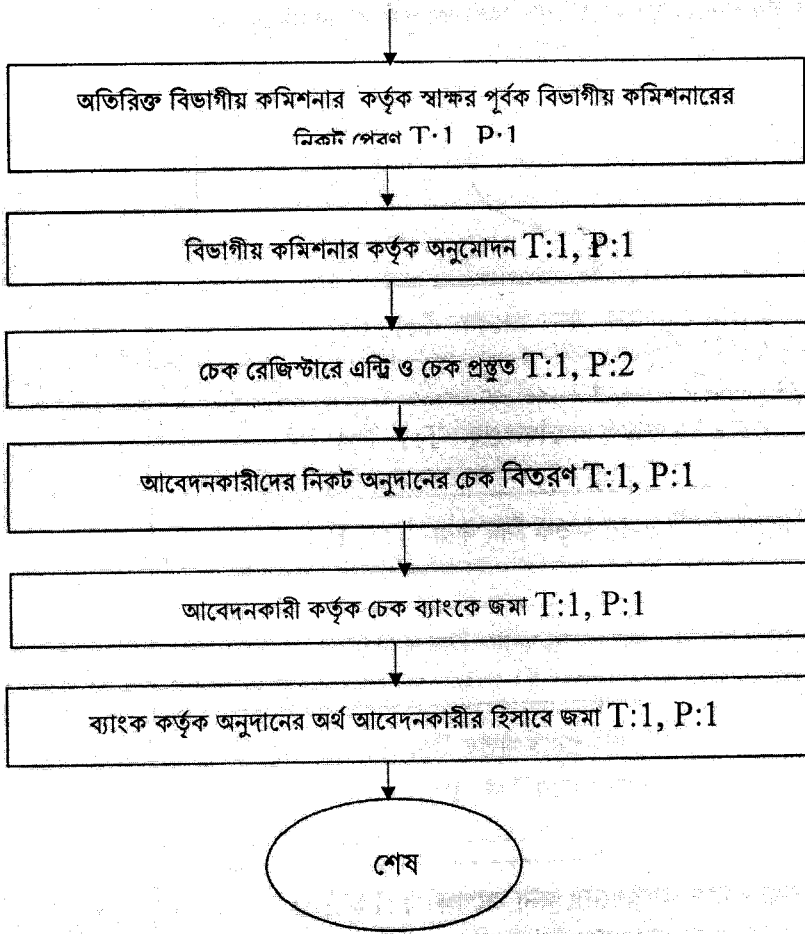 অতিরিক্ত বিভাগীয় কমিশনার কর্তৃক স্বাক্ষর পূর্বক বিভাগীয় কমিশনারের
নিকট প্রেরণ T:1 P:1
বিভাগীয় কমিশনার কর্তৃক অনুমোদন T:1, P:1
চেক রেজিস্টারে এন্ট্রি ও চেক প্রস্তুত T:1, P:2
আবেদনকারীদের নিকট অনুদানের চেক বিতরণ T:1, P:1
আবেদনকারী কর্তৃক চেক ব্যাংকে জমা T:1, P:1
ব্যাংক কর্তৃক অনুদানের অর্থ আবেদনকারীর হিসাবে জমা T:1, P:1
শেষ